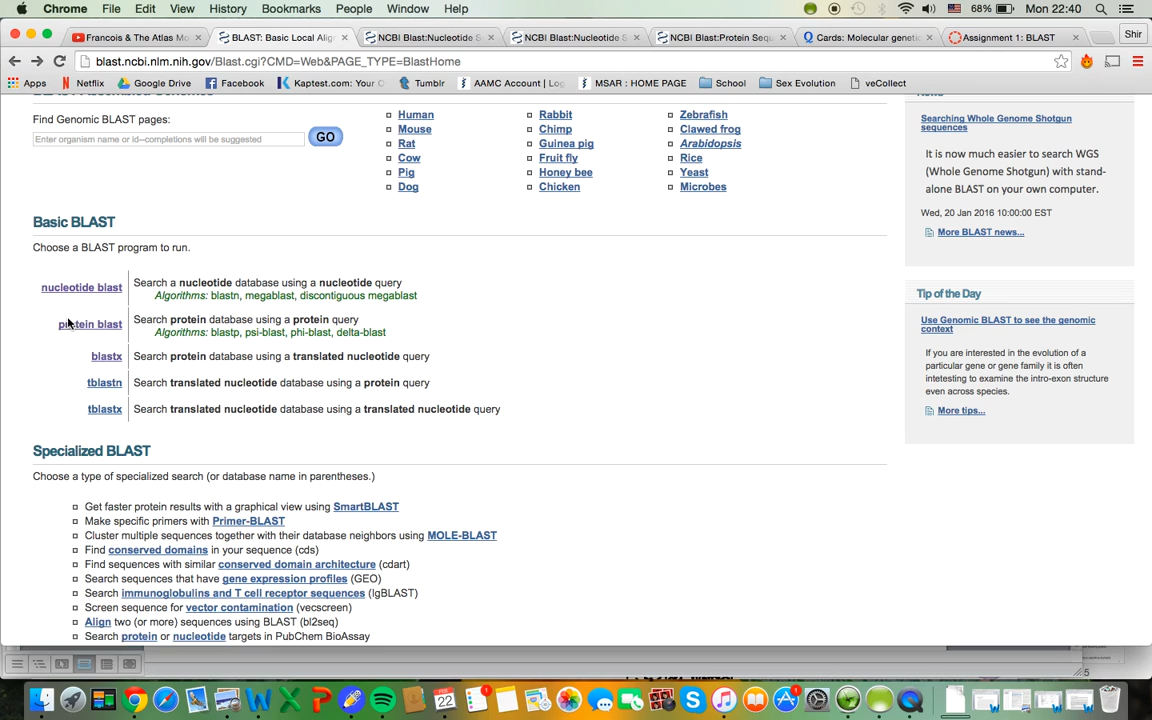 Chrome File Edit View History Bookmarks People Window Help 68% Mon 22:40
Francois & The Atlas Mo × BLAST: Basic Local Align × NCBI Blast:Nucleotide S × NCBI Blast:Nucleotide S × NCBI Blast:Protein Sequ × Cards: Molecular genetic × Assignment 1: BLAST × Shir
blast.ncbi.nlm.nih.gov/Blast.cgi?CMD=Web&PAGE_TYPE=BlastHome
Apps Netflix Google Drive Facebook Kaptest.com: Your O Tumblr AAMC Account | Log MSAR : HOME PAGE School Sex Evolution veCollect
Find Genomic BLAST pages:
Enter organism name or id--completions will be suggested GO
Human Rabbit Zebrafish
Mouse Chimp Clawed frog
Rat Guinea pig Arabidopsis
Cow Fruit fly Rice
Pig Honey bee Yeast
Dog Chicken Microbes
Basic BLAST
Choose a BLAST program to run.
nucleotide blast Search a nucleotide database using a nucleotide query
Algorithms: blastn, megablast, discontiguous megablast
protein blast Search protein database using a protein query
Algorithms: blastp, psi-blast, phi-blast, delta-blast
blastx Search protein database using a translated nucleotide query
tblastn Search translated nucleotide database using a protein query
tblastx Search translated nucleotide database using a translated nucleotide query
Specialized BLAST
Choose a type of specialized search (or database name in parentheses.)
Get faster protein results with a graphical view using SmartBLAST
Make specific primers with Primer-BLAST
Cluster multiple sequences together with their database neighbors using MOLE-BLAST
Find conserved domains in your sequence (cds)
Find sequences with similar conserved domain architecture (cdart)
Search sequences that have gene expression profiles (GEO)
Search immunoglobulins and T cell receptor sequences (IgBLAST)
Screen sequence for vector contamination (vecscreen)
Align two (or more) sequences using BLAST (bl2seq)
Search protein or nucleotide targets in PubChem BioAssay
News
Searching Whole Genome Shotgun
sequences
It is now much easier to search WGS
(Whole Genome Shotgun) with stand-
alone BLAST on your own computer.
Wed, 20 Jan 2016 10:00:00 EST
More BLAST news...
Tip of the Day
Use Genomic BLAST to see the genomic
context
If you are interested in the evolution of a
particular gene or gene family it is often
intetesting to examine the intro-exon structure
even across species.
More tips...